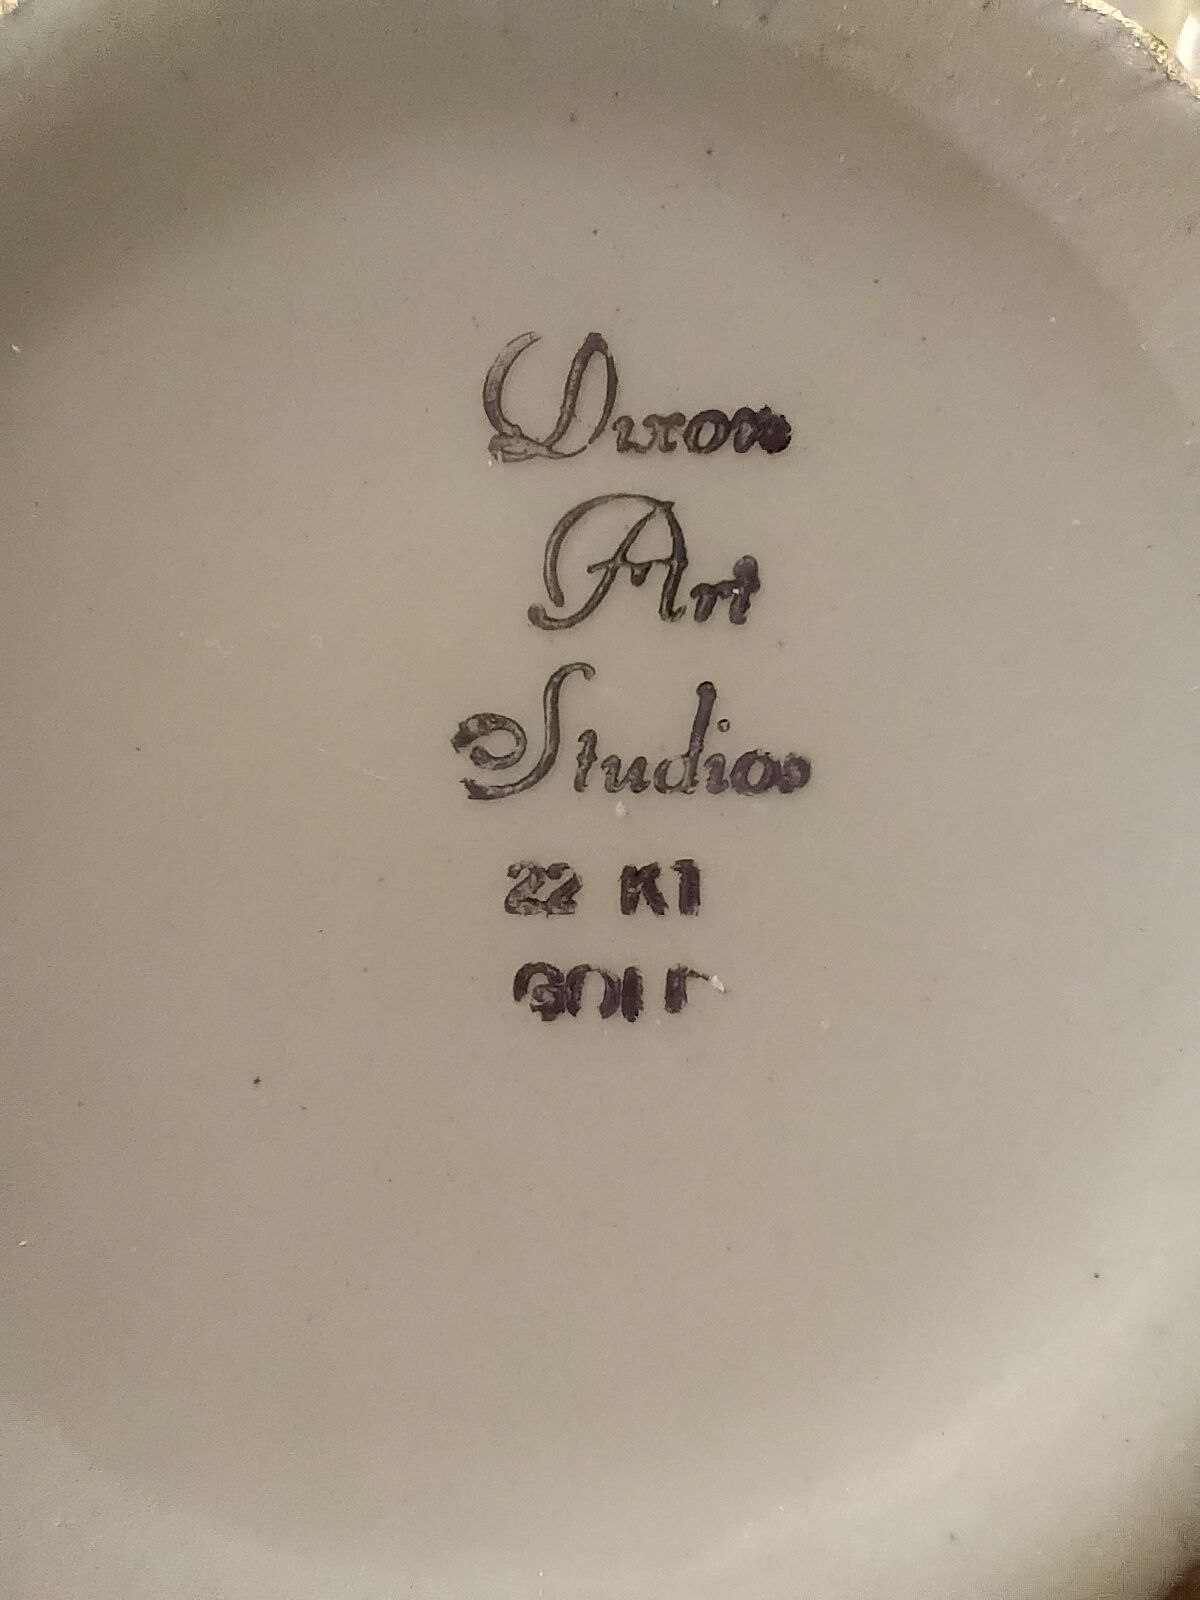 Dixon
Art
Studios
22 KT
GOLD